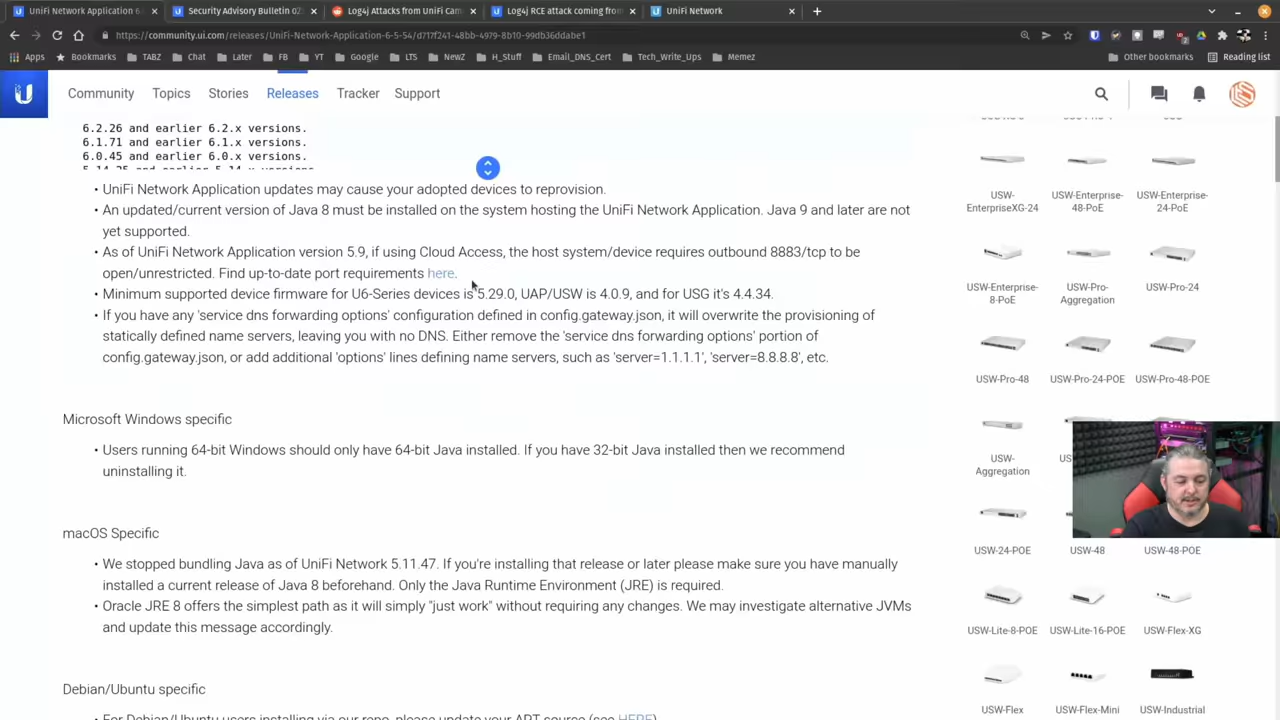 UniFi Network Application 6
Security Advisory Bulletin 02
Log4j Attacks from UniFi Con
Log4j RCE attack coming from
UniFi Network
https://community.ui.com/releases/UniFi-Network-Application-6-5-54/d717f241-48bb-4979-8b10-99db36ddabe1
Apps
Bookmarks
TABZ
Chat
Later
FB
YT
Google
LTS
NewZ
H_Stuff
Email_DNS_Cert
Tech_Write_Ups
Memez
Other bookmarks
Reading list
Community
Topics
Stories
Releases
Tracker
Support
6.2.26 and earlier 6.2.x versions.
6.1.71 and earlier 6.1.x versions.
6.0.45 and earlier 6.0.x versions.
• UniFi Network Application updates may cause your adopted devices to reprovision.
• An updated/current version of Java 8 must be installed on the system hosting the UniFi Network Application. Java 9 and later are not
yet supported.
• As of UniFi Network Application version 5.9, if using Cloud Access, the host system/device requires outbound 8883/tcp to be
open/unrestricted. Find up-to-date port requirements here.
• Minimum supported device firmware for U6-Series devices is 5.29.0, UAP/USW is 4.0.9, and for USG it's 4.4.34.
• If you have any 'service dns forwarding options' configuration defined in config.gateway.json, it will overwrite the provisioning of
statically defined name servers, leaving you with no DNS. Either remove the 'service dns forwarding options' portion of
config.gateway.json, or add additional 'options' lines defining name servers, such as 'server=1.1.1.1', 'server=8.8.8.8', etc.
Microsoft Windows specific
• Users running 64-bit Windows should only have 64-bit Java installed. If you have 32-bit Java installed then we recommend
uninstalling it.
macOS Specific
• We stopped bundling Java as of UniFi Network 5.11.47. If you're installing that release or later please make sure you have manually
installed a current release of Java 8 beforehand. Only the Java Runtime Environment (JRE) is required.
• Oracle JRE 8 offers the simplest path as it will simply "just work" without requiring any changes. We may investigate alternative JVMs
and update this message accordingly.
Debian/Ubuntu specific
• For Debian/Ubuntu users installing via our repo, please update your APT source (see HERE)
USW-
EnterpriseXG-24
USW-Enterprise-
48-PoE
USW-Enterprise-
24-PoE
USW-Enterprise-
8-PoE
USW-Pro-
Aggregation
USW-Pro-24
USW-Pro-48
USW-Pro-24-POE
USW-Pro-48-POE
USW-
Aggregation
USW-24-POE
USW-48
USW-48-POE
USW-Lite-8-POE
USW-Lite-16-POE
USW-Flex-XG
USW-Flex
USW-Flex-Mini
USW-Industrial